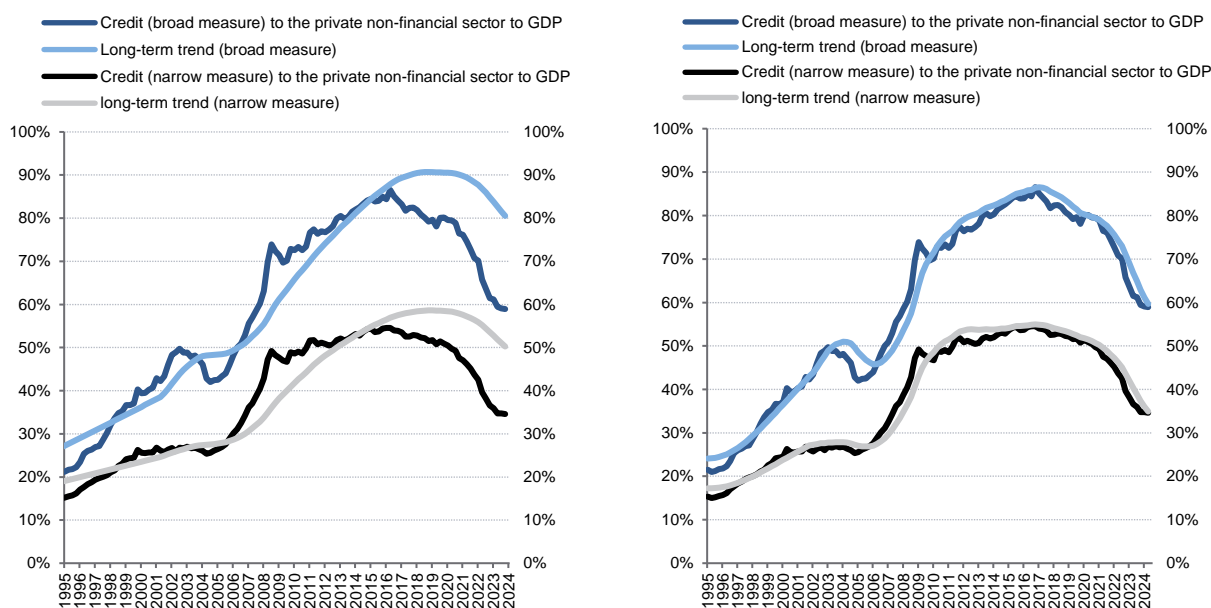 Credit (broad measure) to the private non-financial sector to GDP
Long-term trend (broad measure)
Credit (narrow measure) to the private non-financial sector to GDP
long-term trend (narrow measure)
100% 100%
90% 90%
80% 80%
70% 70%
60% 60%
50% 50%
40% 40%
30% 30%
20% 20%
10% 10%
0% 0%
1995 1996 1997 1998 1999 2000 2001 2002 2003 2004 2005 2006 2007 2008 2009 2010 2011 2012 2013 2014 2015 2016 2017 2018 2019 2020 2021 2022 2023 2024
Credit (broad measure) to the private non-financial sector to GDP
Long-term trend (broad measure)
Credit (narrow measure) to the private non-financial sector to GDP
long-term trend (narrow measure)
100% 100%
90% 90%
80% 80%
70% 70%
60% 60%
50% 50%
40% 40%
30% 30%
20% 20%
10% 10%
0% 0%
1995 1996 1997 1998 1999 2000 2001 2002 2003 2004 2005 2006 2007 2008 2009 2010 2011 2012 2013 2014 2015 2016 2017 2018 2019 2020 2021 2022 2023 2024